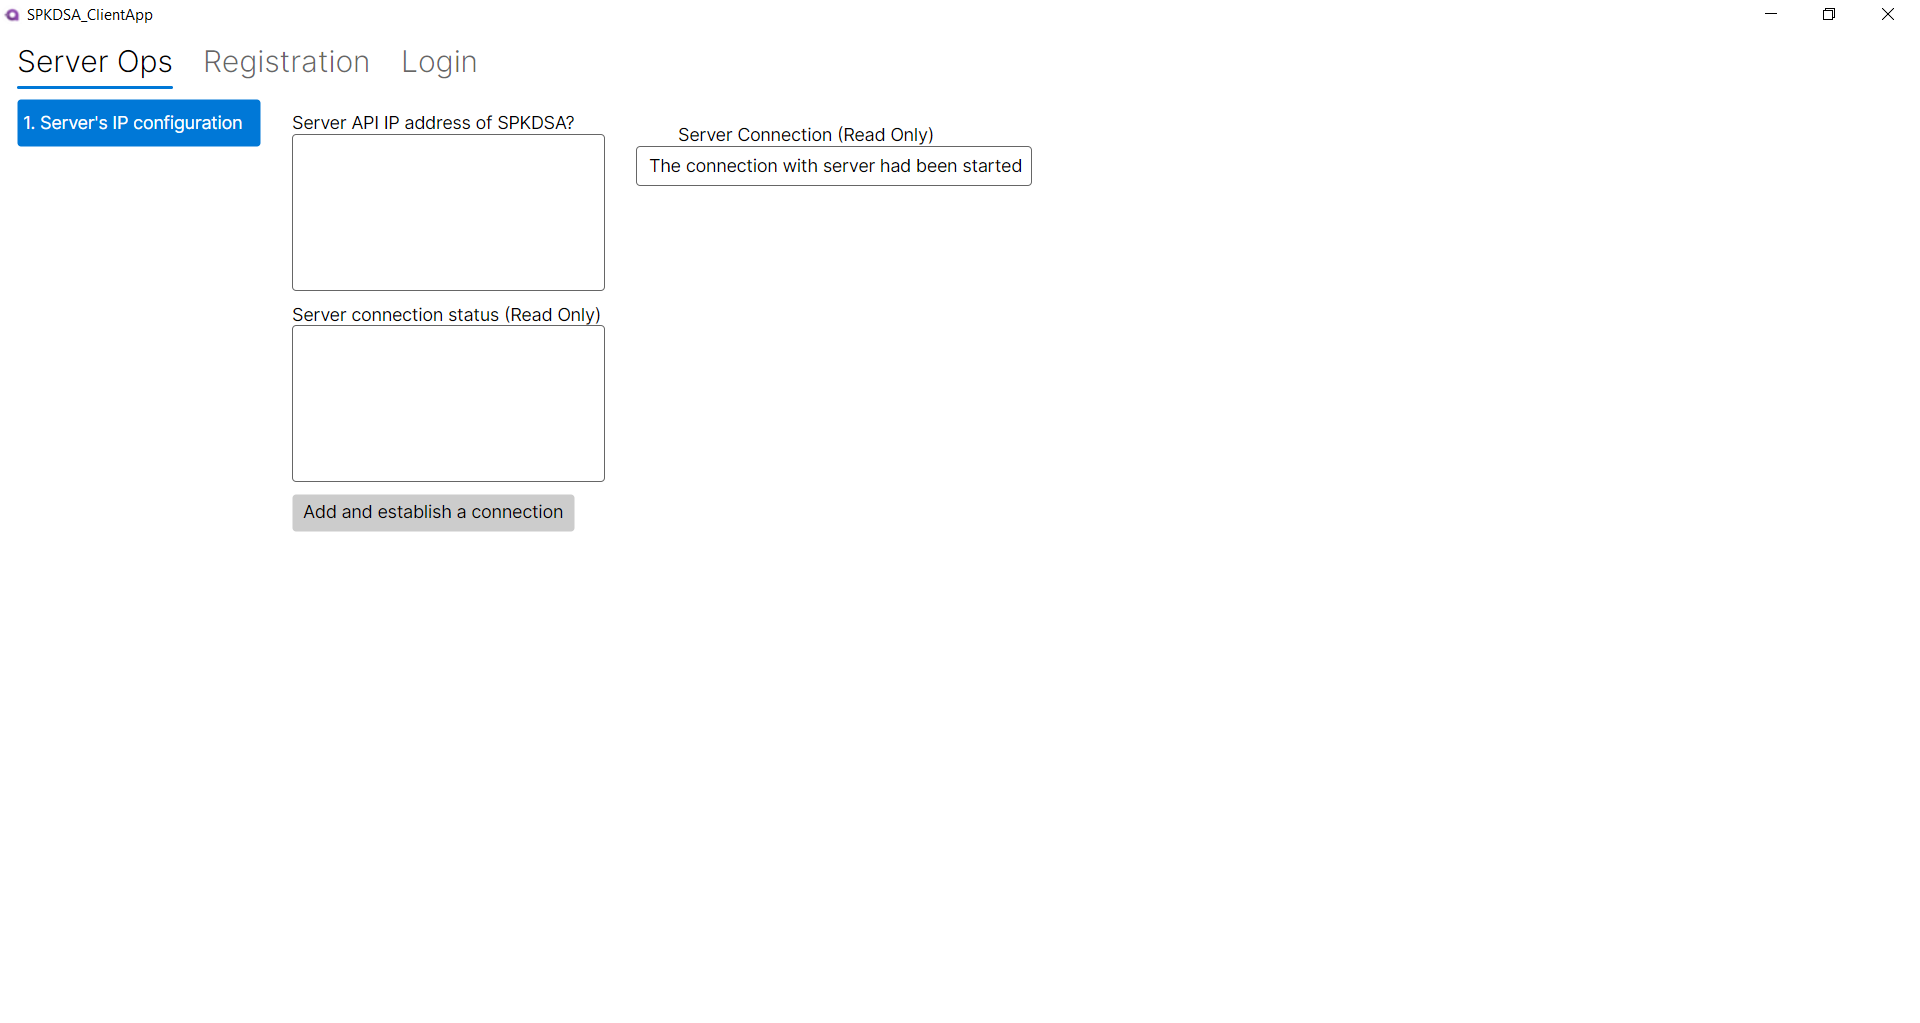 SPKDSA_ClientApp
Server Ops Registration Login
1. Server's IP configuration
Server API IP address of SPKDSA?
Server connection status (Read Only)
Add and establish a connection
Server Connection (Read Only)
The connection with server had been started